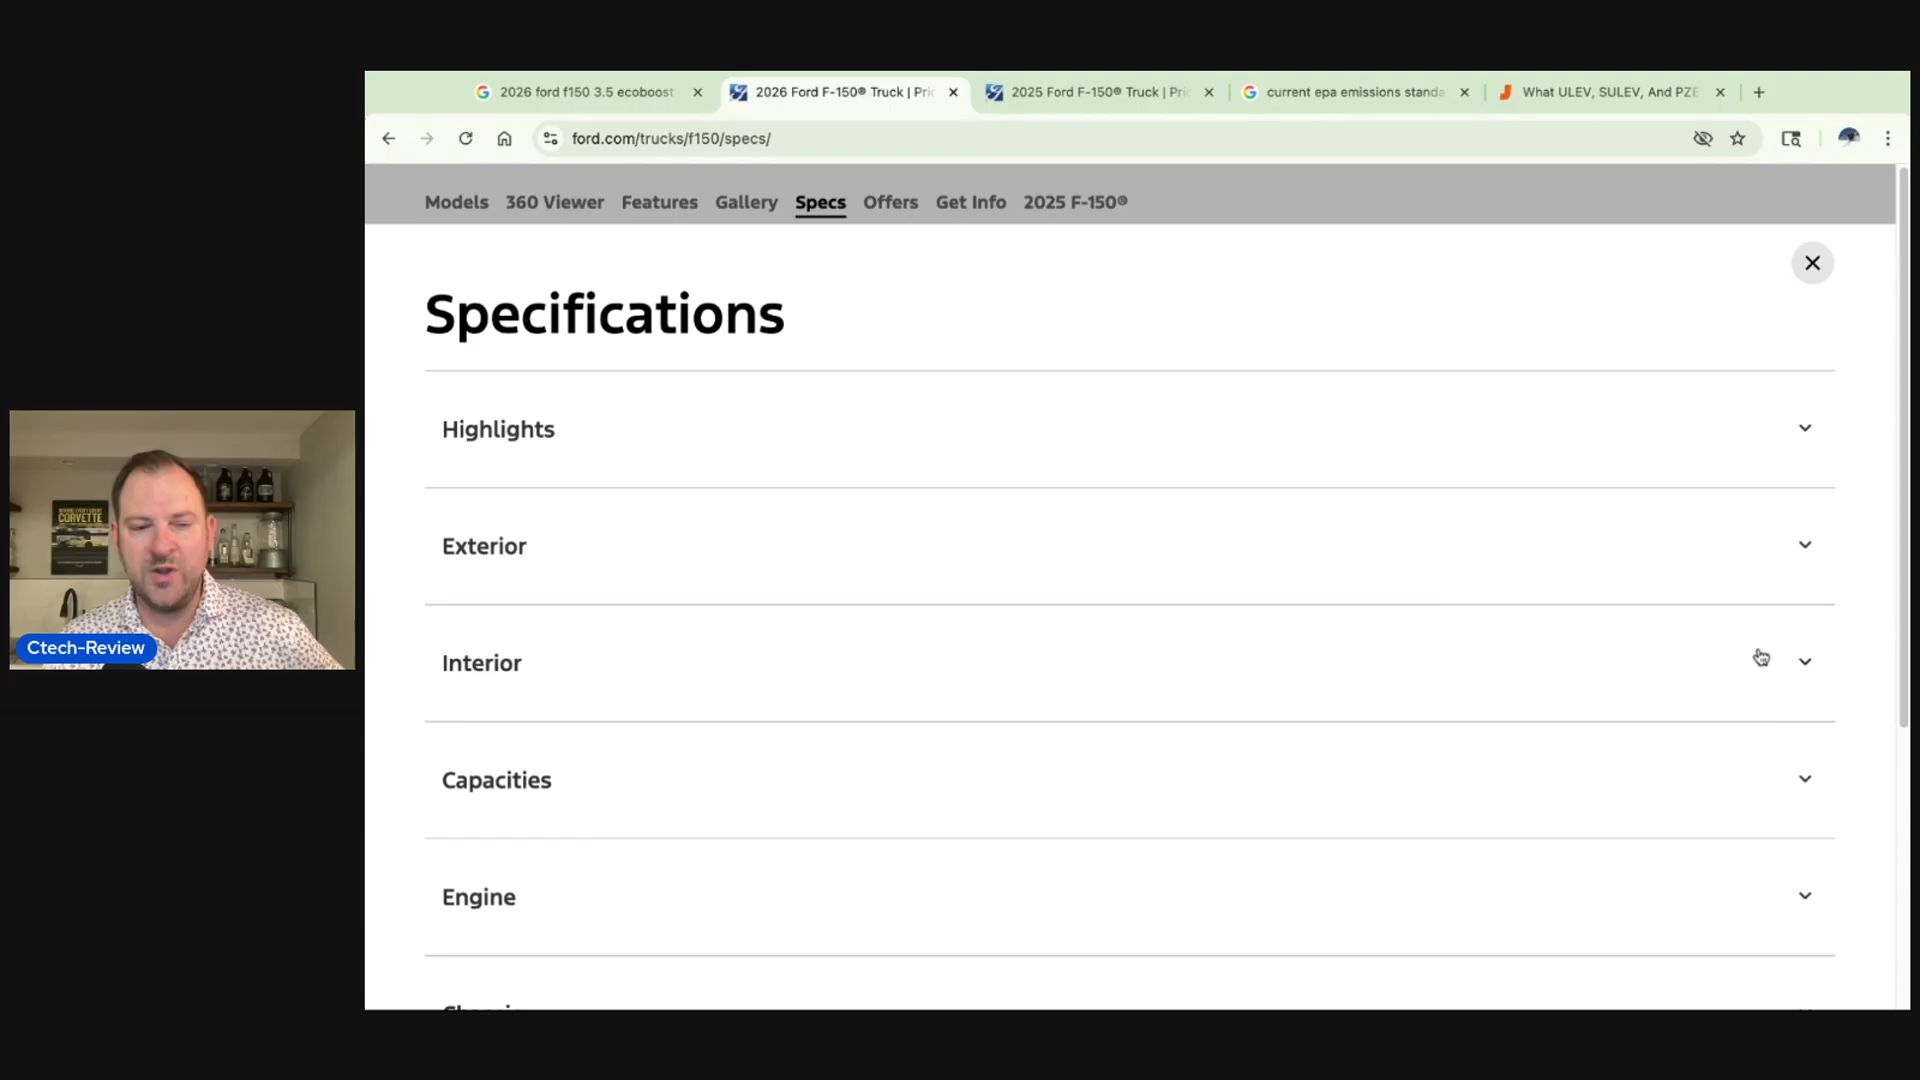 2026 ford f150 3.5 ecoboost
2026 Ford F-150® Truck | Pric
2025 Ford F-150® Truck | Pric
current epa emissions standa
What ULEV, SULEV, And PZE
ford.com/trucks/f150/specs/
Models 360 Viewer Features Gallery Specs Offers Get Info 2025 F-150®
Specifications
Highlights
Exterior
Interior
Capacities
Engine
CORVETTE
Ctech-Review